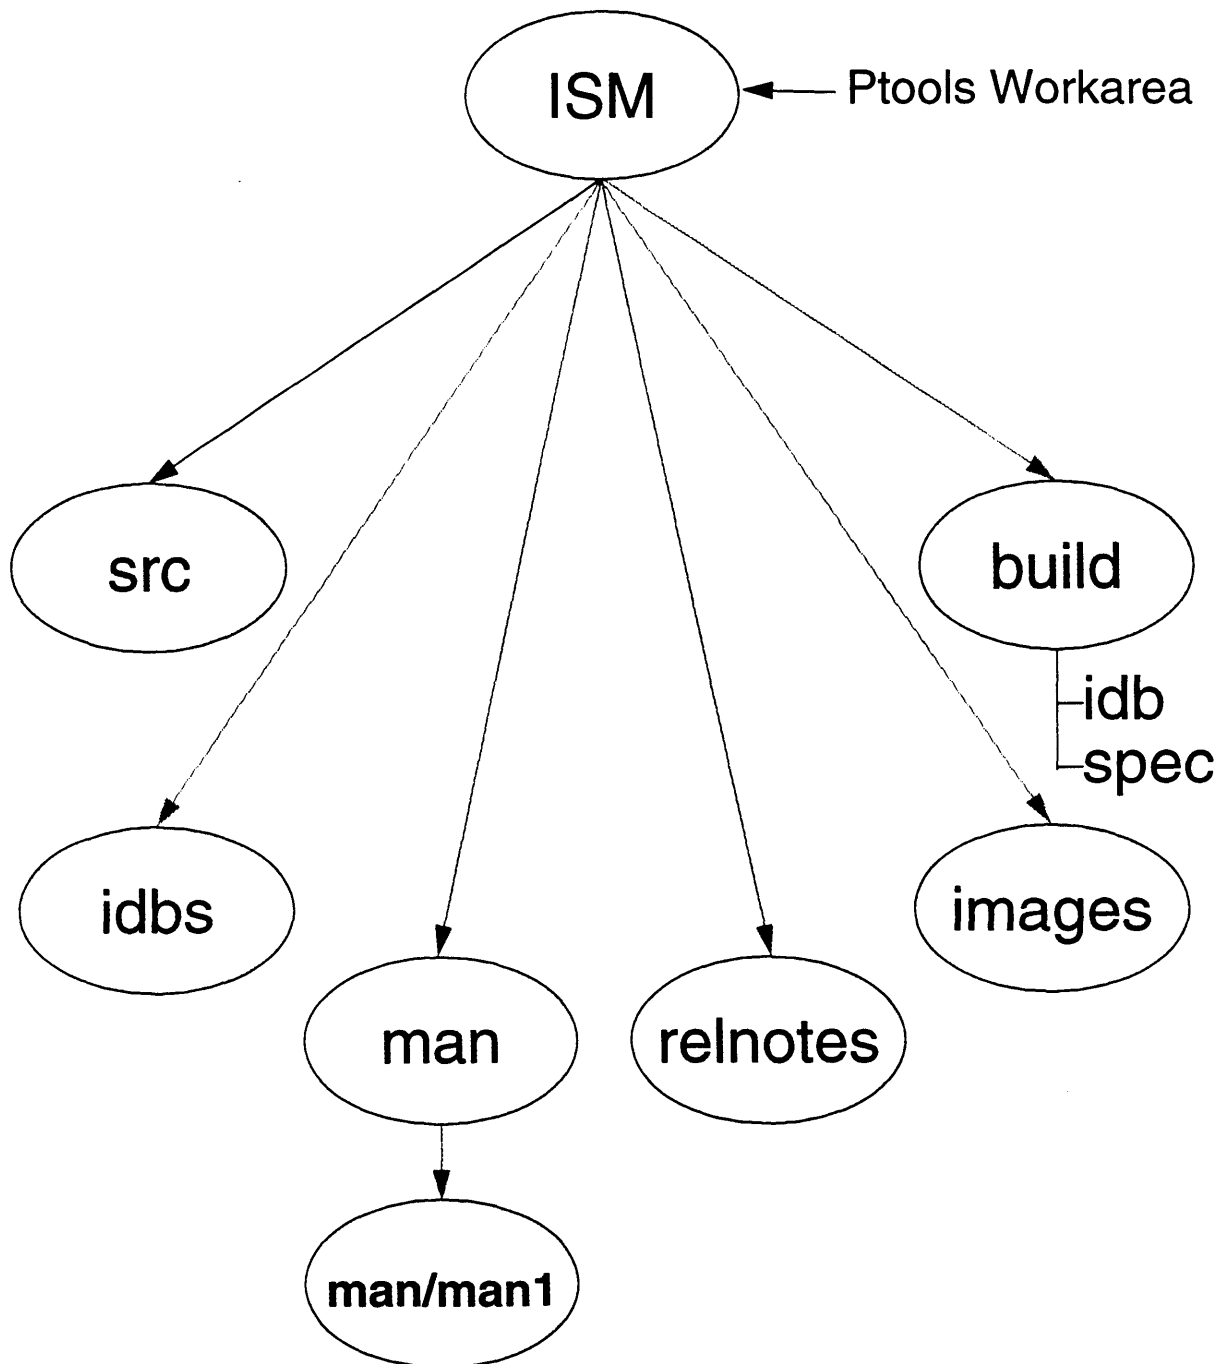 ISM
Ptools Workarea
src
build
idb
spec
idbs
images
man
relnotes
man/man1